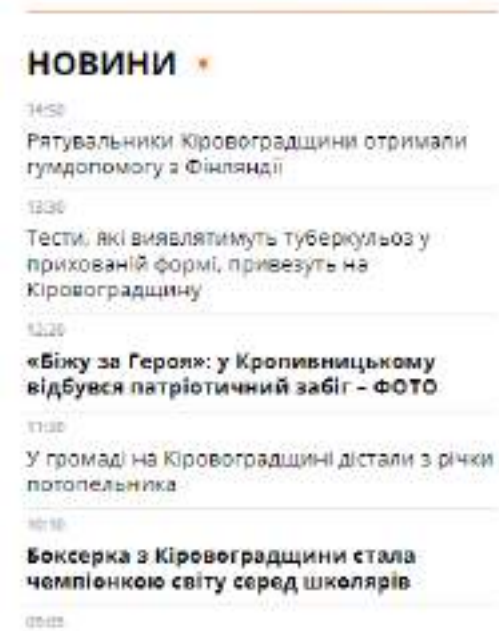 НОВИНИ
14:50
Рятувальники Кіровоградщини отримали
гумдопомогу з Фінляндії
13:30
Тести, які виявлятимуть туберкульоз у
прихованій формі, привезуть на
Кіровоградщину
12:20
«Біжу за Героя»: у Кропивницькому
відбувся патріотичний забіг – ФОТО
11:30
У громаді на Кіровоградщині дістали з річки
потопельника
10:10
Боксерка з Кіровоградщини стала
чемпіонкою світу серед школярів
09:05